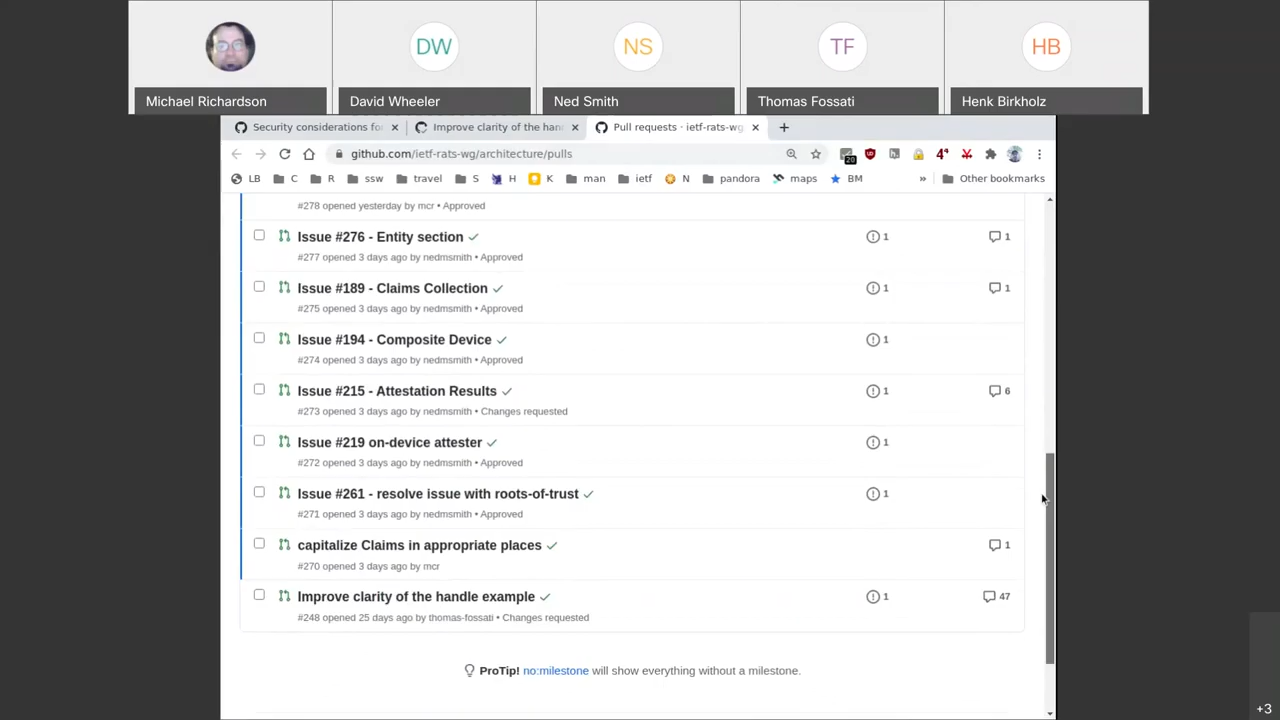 DW
NS
TF
HB
Michael Richardson
David Wheeler
Ned Smith
Thomas Fossati
Henk Birkholz
Security considerations fo
Improve clarity of the han
Pull requests · ietf-rats-wg
github.com/ietf-rats-wg/architecture/pulls
20
4*
LB
C
R
ssw
travel
S
H
K
man
ietf
N
pandora
maps
BM
»
Other bookmarks
#278 opened yesterday by mcr • Approved
Issue #276 - Entity section
1
1
#277 opened 3 days ago by nedmsmith • Approved
Issue #189 - Claims Collection
1
1
#275 opened 3 days ago by nedmsmith • Approved
Issue #194 - Composite Device
1
#274 opened 3 days ago by nedmsmith • Approved
Issue #215 - Attestation Results
1
6
#273 opened 3 days ago by nedmsmith • Changes requested
Issue #219 on-device attester
1
#272 opened 3 days ago by nedmsmith • Approved
Issue #261 - resolve issue with roots-of-trust
1
#271 opened 3 days ago by nedmsmith • Approved
capitalize Claims in appropriate places
1
#270 opened 3 days ago by mcr
Improve clarity of the handle example
1
47
#248 opened 25 days ago by thomas-fossati • Changes requested
ProTip! no:milestone will show everything without a milestone.
+3